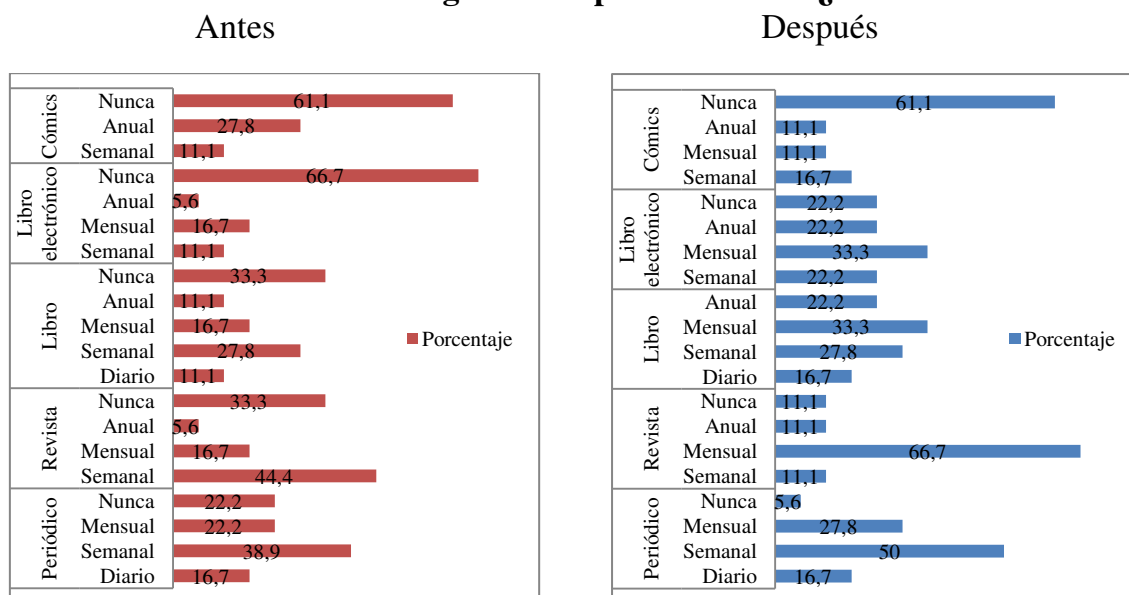 Antes
Después
Cómics
Nunca 61,1
Anual 27,8
Semanal 11,1
Libro
electrónico
Nunca 66,7
Anual 5,6
Mensual 16,7
Semanal 11,1
Libro
Nunca 33,3
Anual 11,1
Mensual 16,7
Semanal 27,8
Diario 11,1
Revista
Nunca 33,3
Anual 5,6
Mensual 16,7
Semanal 44,4
Periódico
Nunca 22,2
Mensual 22,2
Semanal 38,9
Diario 16,7
Porcentaje
Cómics
Nunca 61,1
Anual 11,1
Mensual 11,1
Semanal 16,7
Libro
electrónico
Nunca 22,2
Anual 22,2
Mensual 33,3
Semanal 22,2
Libro
Anual 22,2
Mensual 33,3
Semanal 27,8
Diario 16,7
Revista
Nunca 11,1
Anual 11,1
Mensual 66,7
Semanal 11,1
Periódico
Nunca 5,6
Mensual 27,8
Semanal 50
Diario 16,7
Porcentaje